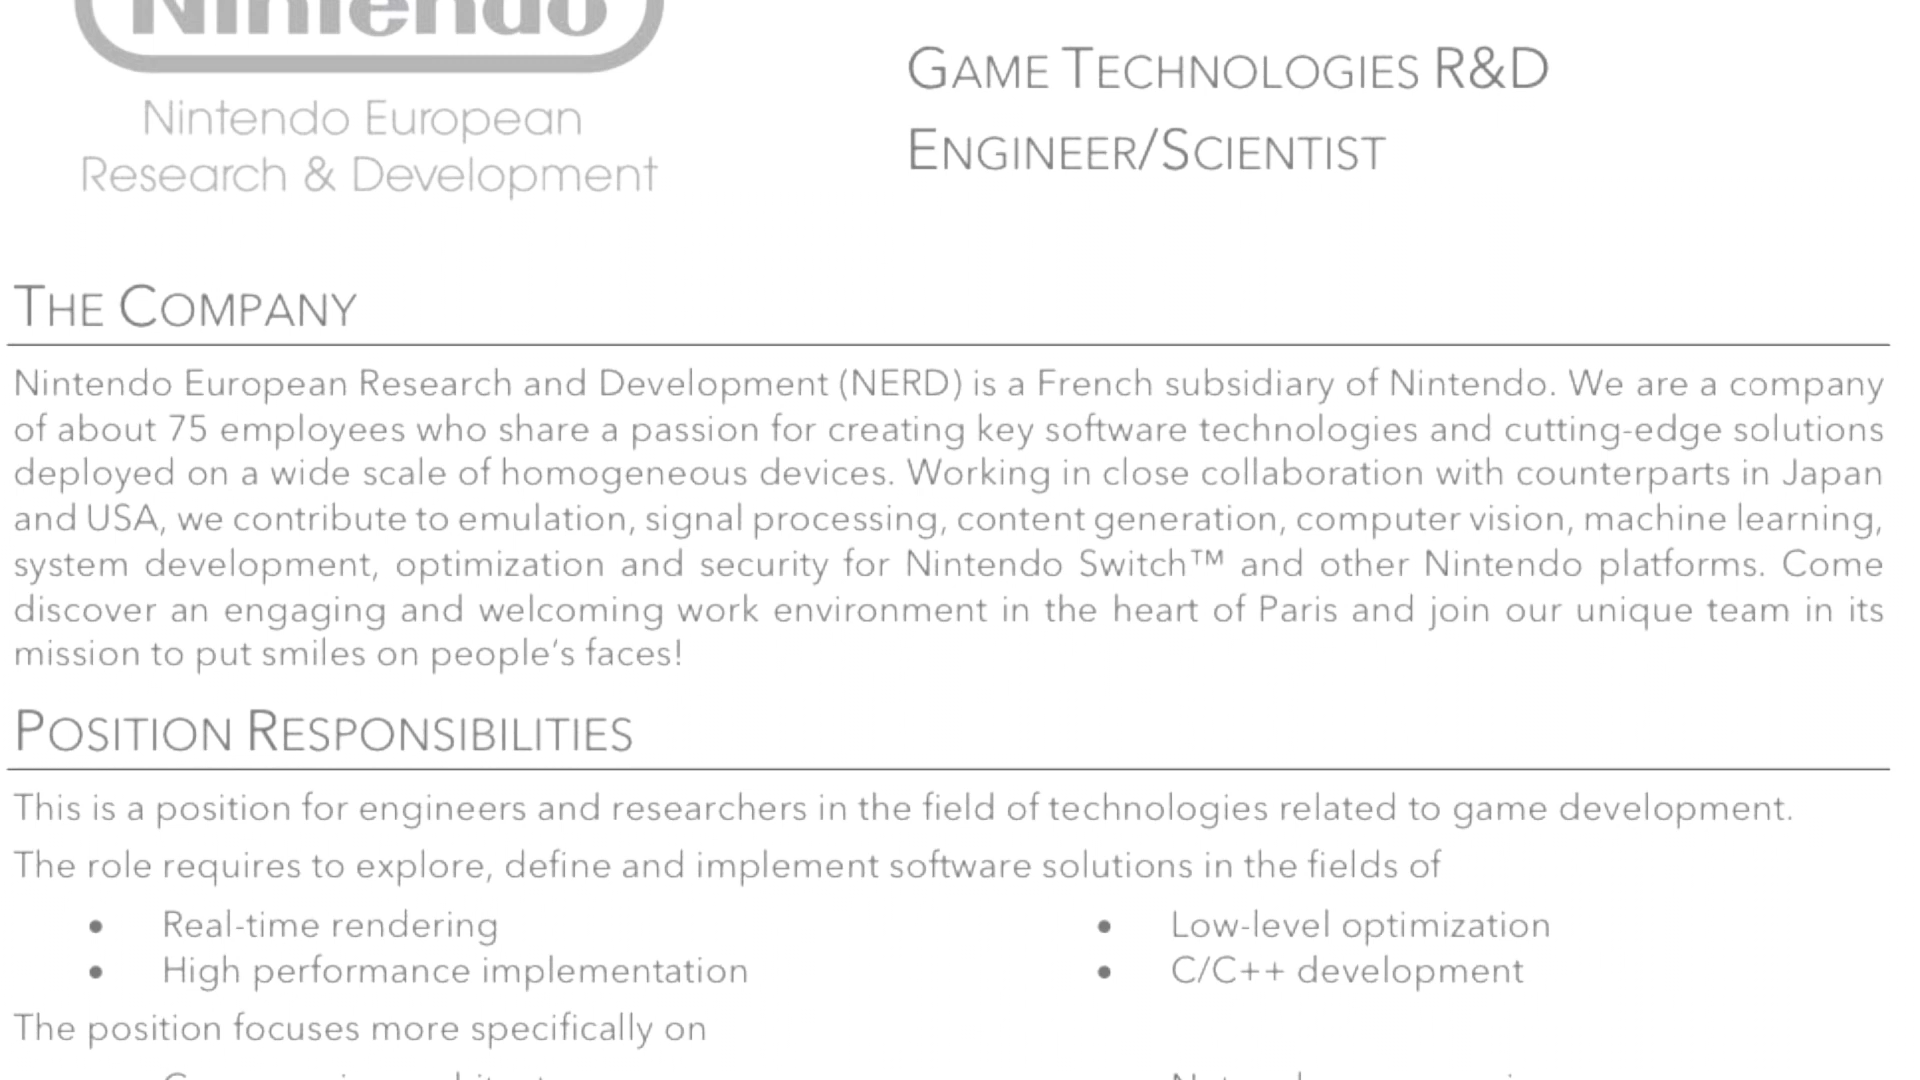 Nintendo
Nintendo European
Research & Development
GAME TECHNOLOGIES R&D
ENGINEER/SCIENTIST
THE COMPANY
Nintendo European Research and Development (NERD) is a French subsidiary of Nintendo. We are a company
of about 75 employees who share a passion for creating key software technologies and cutting-edge solutions
deployed on a wide scale of homogeneous devices. Working in close collaboration with counterparts in Japan
and USA, we contribute to emulation, signal processing, content generation, computer vision, machine learning,
system development, optimization and security for Nintendo Switch™ and other Nintendo platforms. Come
discover an engaging and welcoming work environment in the heart of Paris and join our unique team in its
mission to put smiles on people’s faces!
POSITION RESPONSIBILITIES
This is a position for engineers and researchers in the field of technologies related to game development.
The role requires to explore, define and implement software solutions in the fields of
• Real-time rendering
• Low-level optimization
• High performance implementation
• C/C++ development
The position focuses more specifically on